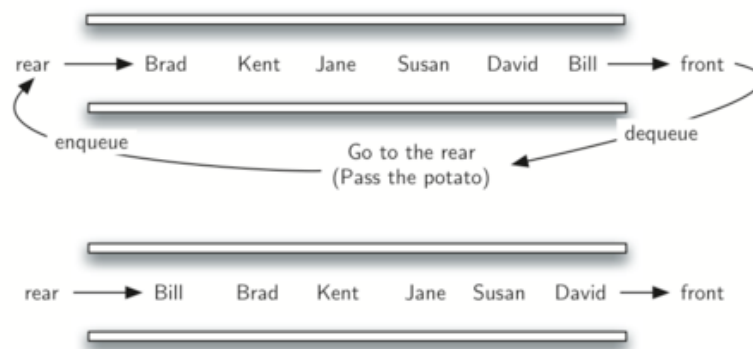 rear Brad Kent Jane Susan David Bill front
enqueue
dequeue
Go to the rear
(Pass the potato)
rear Bill Brad Kent Jane Susan David front